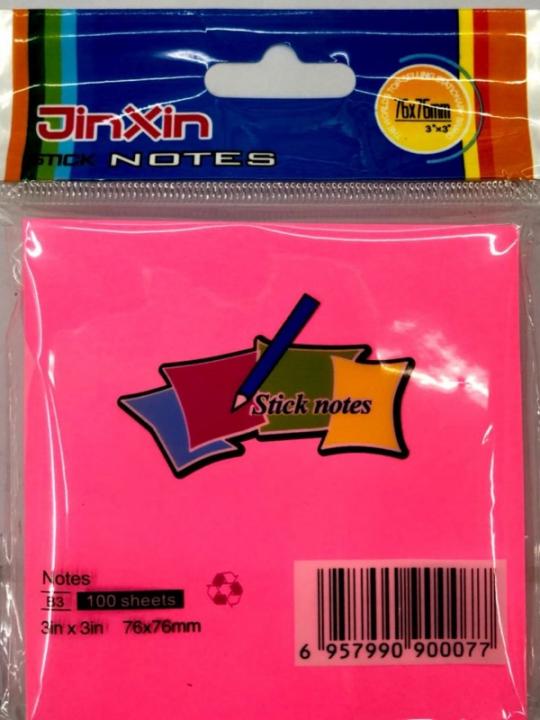 JinXin
STICK NOTES
76x76mm
3"x3"
Stick notes
Notes
B3 100 sheets
3in x 3in 76x76mm
6 957990 900077